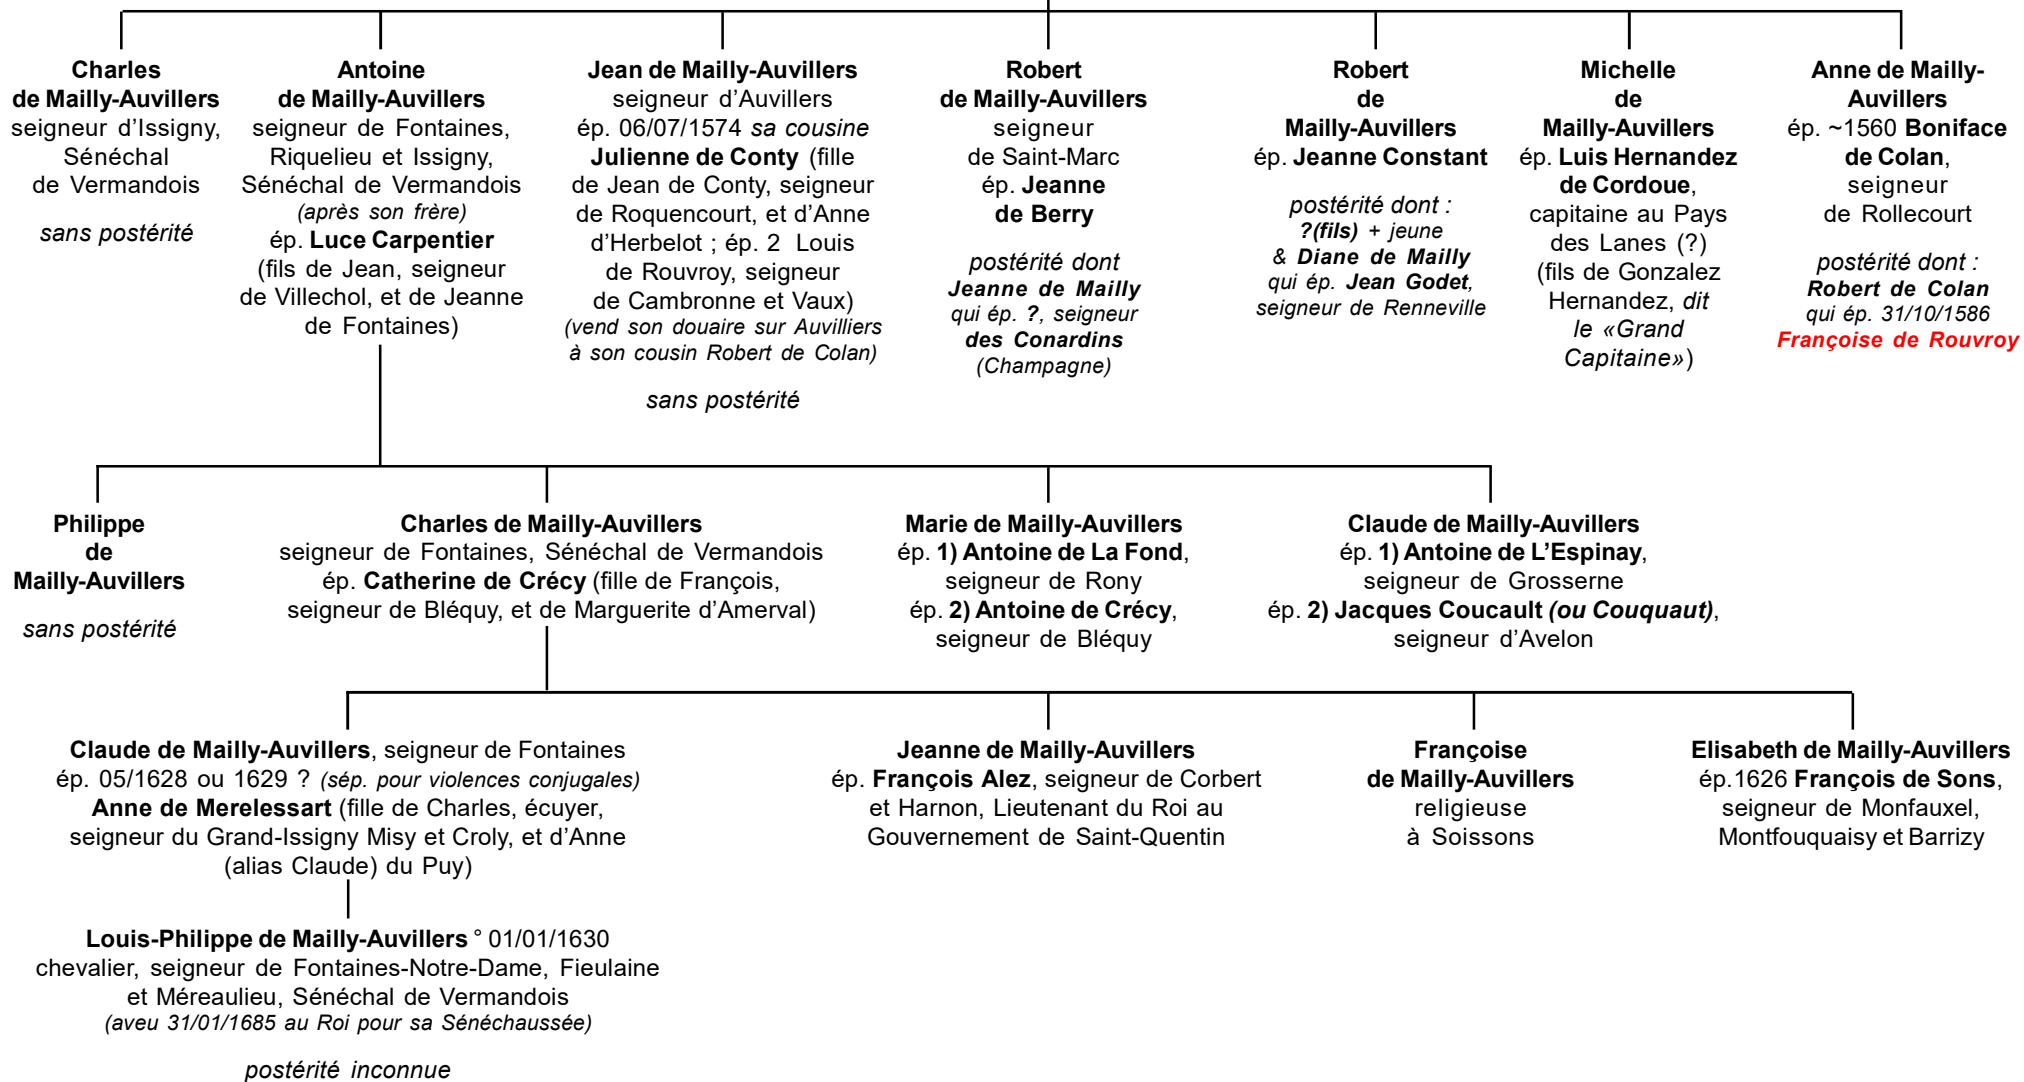 Charles
de Mailly-Auvillers
seigneur d'Issigny,
Sénéchal
de Vermandois
sans postérité
Antoine
de Mailly-Auvillers
seigneur de Fontaines,
Riquelieu et Issigny,
Sénéchal de Vermandois
(après son frère)
ép. Luce Carpentier
(fils de Jean, seigneur
de Villechol, et de Jeanne
de Fontaines)
Jean de Mailly-Auvillers
seigneur d'Auvillers
ép. 06/07/1574 sa cousine
Julienne de Conty (fille
de Jean de Conty, seigneur
de Roquencourt, et d'Anne
d'Herbelot ; ép. 2 Louis
de Rouvroy, seigneur
de Cambronne et Vaux)
(vend son douaire sur Auvilliers
à son cousin Robert de Colan)
sans postérité
Robert
de Mailly-Auvillers
seigneur
de Saint-Marc
ép. Jeanne
de Berry
postérité dont
Jeanne de Mailly
qui ép. ?, seigneur
des Conardins
(Champagne)
Robert
de
Mailly-Auvillers
ép. Jeanne Constant
postérité dont :
?(fils) + jeune
& Diane de Mailly
qui ép. Jean Godet,
seigneur de Renneville
Michelle
de
Mailly-Auvillers
ép. Luis Hernandez
de Cordoue,
capitaine au Pays
des Lanes (?)
(fils de Gonzalez
Hernandez, dit
le «Grand
Capitaine»)
Anne de Mailly-
Auvillers
ép. ~1560 Boniface
de Colan,
seigneur
de Rollecourt
postérité dont :
Robert de Colan
qui ép. 31/10/1586
Françoise de Rouvroy
Philippe
de
Mailly-Auvillers
sans postérité
Charles de Mailly-Auvillers
seigneur de Fontaines, Sénéchal de Vermandois
ép. Catherine de Crécy (fille de François,
seigneur de Bléquy, et de Marguerite d'Amerval)
Marie de Mailly-Auvillers
ép. 1) Antoine de La Fond,
seigneur de Rony
ép. 2) Antoine de Crécy,
seigneur de Bléquy
Claude de Mailly-Auvillers
ép. 1) Antoine de L'Espinay,
seigneur de Grosserne
ép. 2) Jacques Coucault (ou Couquaut),
seigneur d'Avelon
Claude de Mailly-Auvillers, seigneur de Fontaines
ép. 05/1628 ou 1629 ? (sép. pour violences conjugales)
Anne de Merelessart (fille de Charles, écuyer,
seigneur du Grand-Issigny Misy et Croly, et d'Anne
(alias Claude) du Puy)
Jeanne de Mailly-Auvillers
ép. François Alez, seigneur de Corbert
et Harnon, Lieutenant du Roi au
Gouvernement de Saint-Quentin
Françoise
de Mailly-Auvillers
religieuse
à Soissons
Elisabeth de Mailly-Auvillers
ép.1626 François de Sons,
seigneur de Monfauxel,
Montfouquaisy et Barrizy
Louis-Philippe de Mailly-Auvillers ° 01/01/1630
chevalier, seigneur de Fontaines-Notre-Dame, Fieulaine
et Méreaulieu, Sénéchal de Vermandois
(aveu 31/01/1685 au Roi pour sa Sénéchaussée)
postérité inconnue